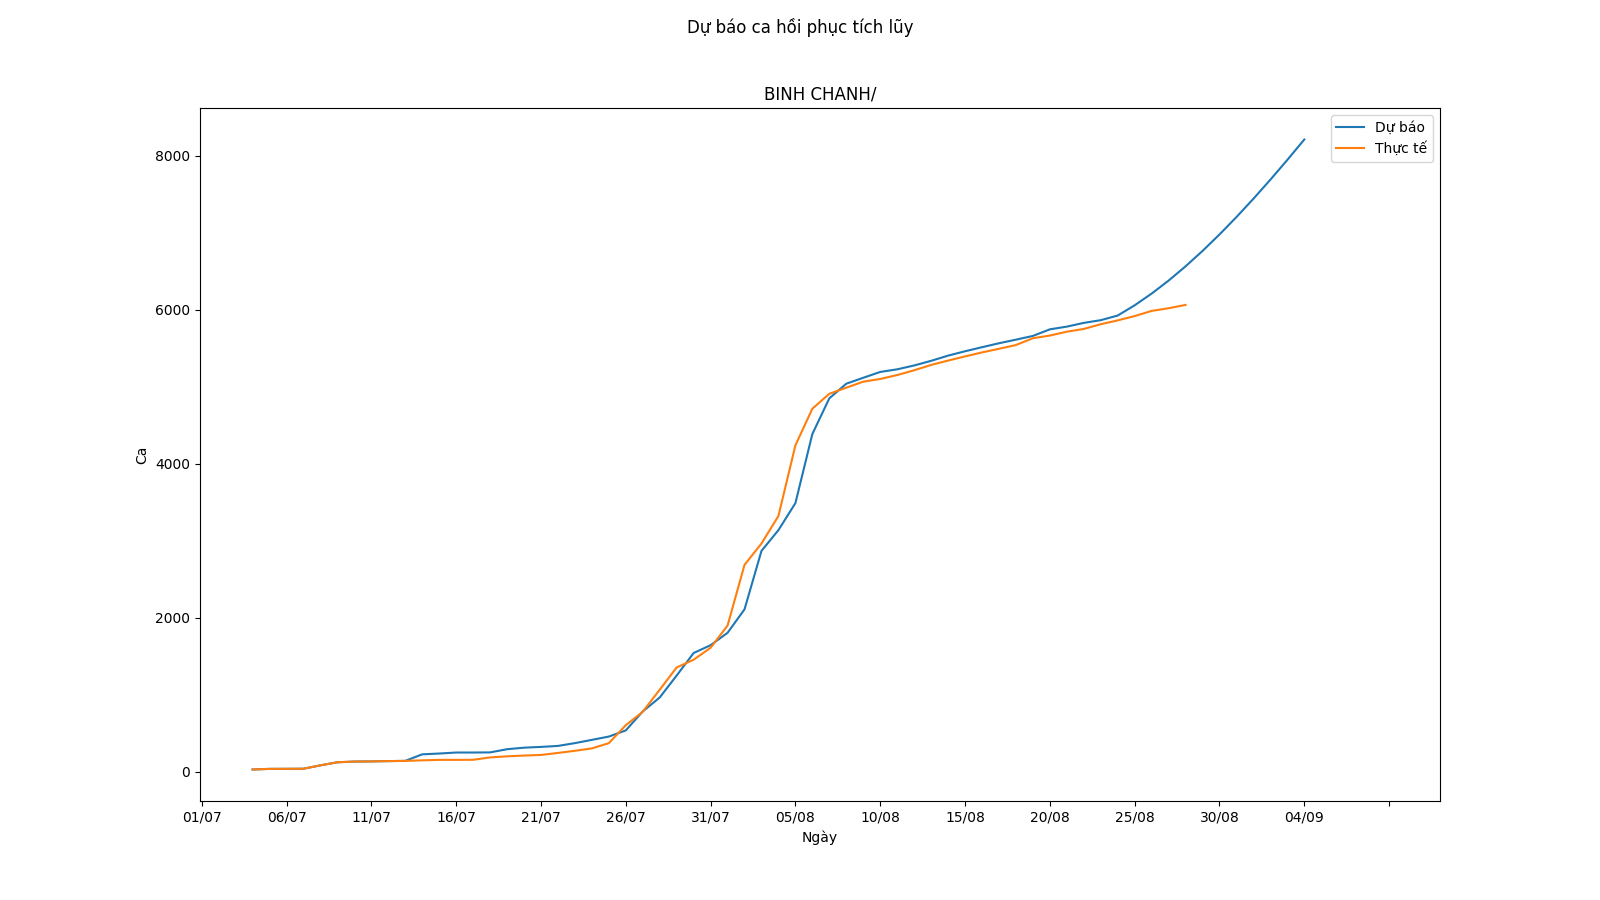 Dự báo ca hồi phục tích lũy
BINH CHANH/
Dự báo
Thực tế
8000
6000
4000
2000
0
Ca
01/07 06/07 11/07 16/07 21/07 26/07 31/07 05/08 10/08 15/08 20/08 25/08 30/08 04/09
Ngày